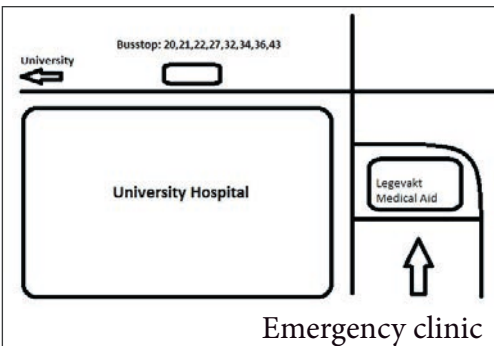 Busstop: 20,21,22,27,32,34,36,43
University
University Hospital
Legevakt
Medical Aid
Emergency clinic